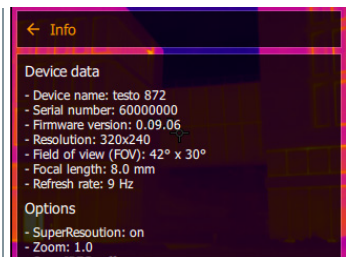 ← Info
Device data
- Device name: testo 872
- Serial number: 60000000
- Firmware version: 0.09.06
- Resolution: 320x240
- Field of view (FOV): 42° x 30°
- Focal length: 8.0 mm
- Refresh rate: 9 Hz
Options
- SuperResoution: on
- Zoom: 1.0